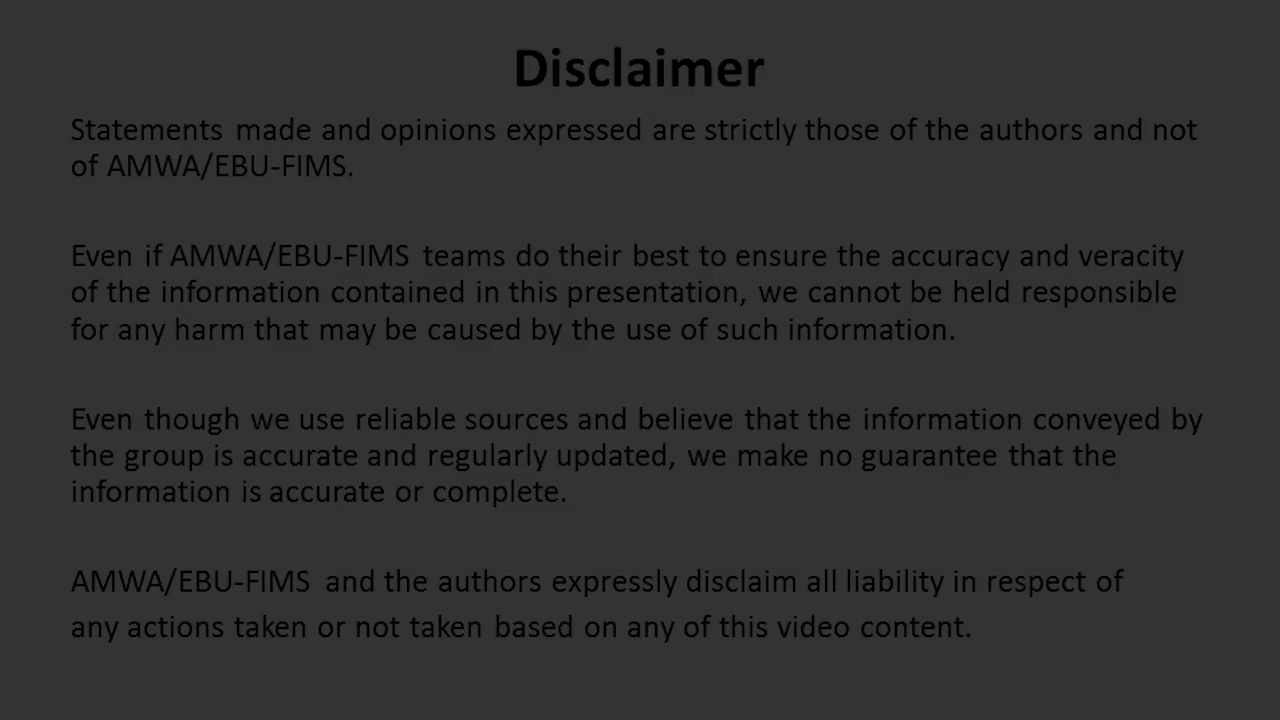 Disclaimer
Statements made and opinions expressed are strictly those of the authors and not
of AMWA/EBU-FIMS.
Even if AMWA/EBU-FIMS teams do their best to ensure the accuracy and veracity
of the information contained in this presentation, we cannot be held responsible
for any harm that may be caused by the use of such information.
Even though we use reliable sources and believe that the information conveyed by
the group is accurate and regularly updated, we make no guarantee that the
information is accurate or complete.
AMWA/EBU-FIMS and the authors expressly disclaim all liability in respect of
any actions taken or not taken based on any of this video content.